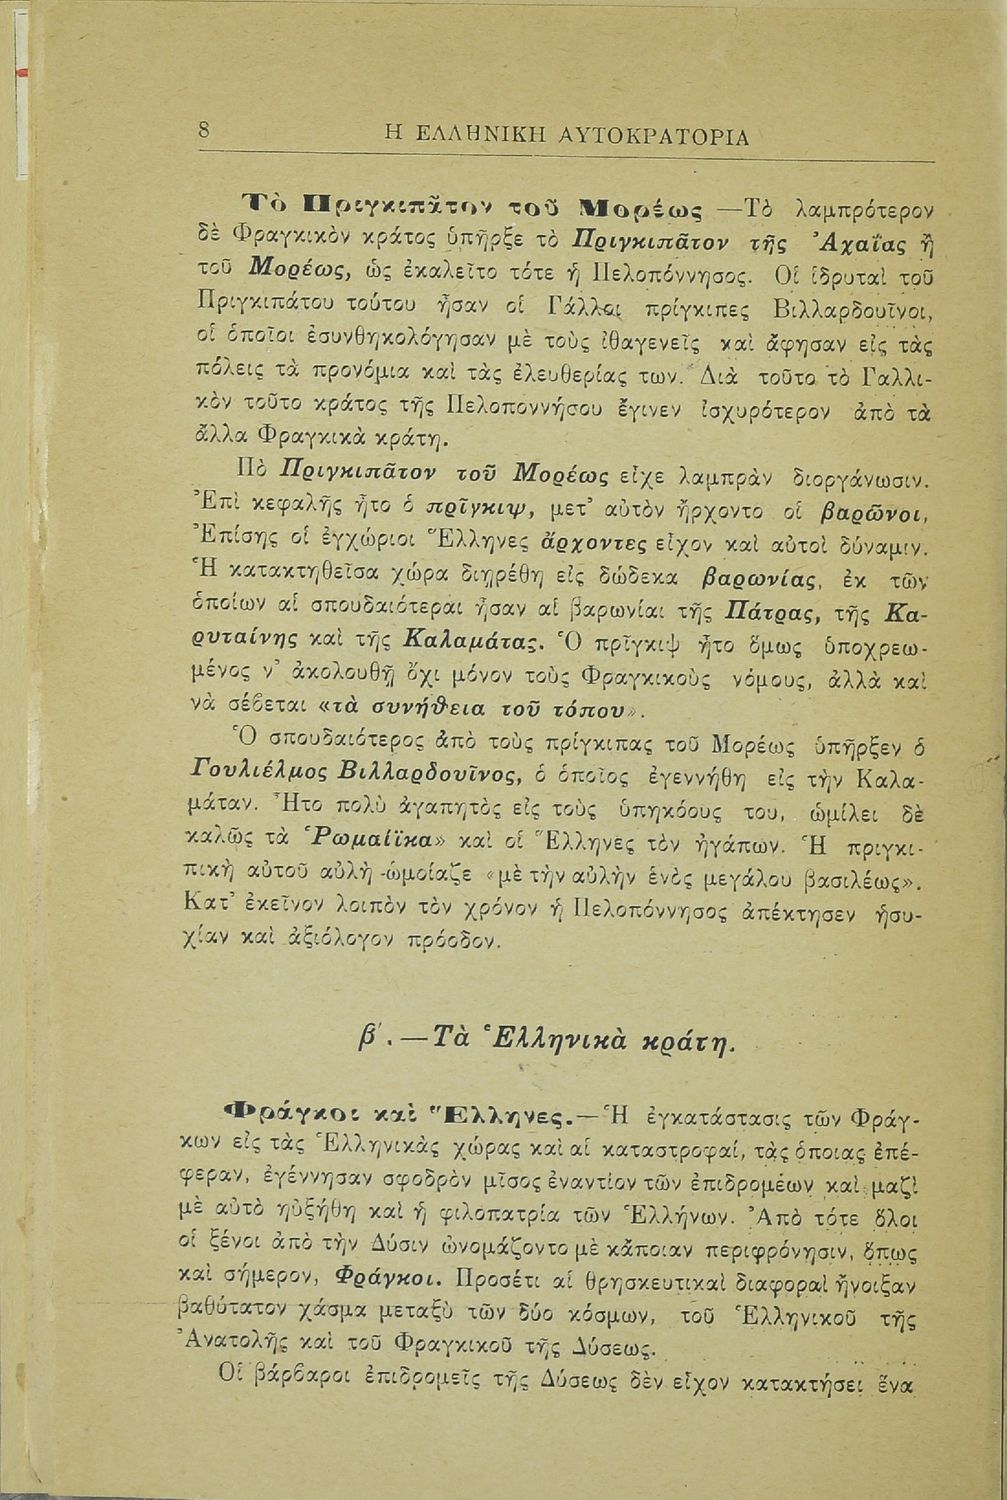 8 Η ΕΛΛΗΝΙΚΗ ΑΥΤΟΚΡΑΤΟΡΙΑ
Τὸ Πριγκιπᾶτον τοῦ Μορέως —Τὸ λαμπρότερον
δὲ Φραγκικὸν κράτος ὑπῆρξε τὸ Πριγκιπᾶτον τῆς Ἀχαΐας ἢ
τοῦ Μορέως, ὡς ἐκαλεῖτο τότε ἡ Πελοπόννησος. Οἱ ἱδρυταὶ τοῦ
Πριγκιπάτου τούτου ἦσαν οἱ Γάλλοι πρίγκιπες Βιλλαρδουῖνοι,
οἱ ὁποῖοι ἐσυνθηκολόγησαν μὲ τοὺς ἰθαγενεῖς καὶ ἄφησαν εἰς τὰς
πόλεις τὰ προνόμια καὶ τὰς ἐλευθερίας των. Διὰ τοῦτο τὸ Γαλλι-
κὸν τοῦτο κράτος τῆς Πελοποννήσου ἔγινεν ἰσχυρότερον ἀπὸ τὰ
ἄλλα Φραγκικὰ κράτη.
Πὸ Πριγκιπᾶτον τοῦ Μορέως εἶχε λαμπρὰν διοργάνωσιν.
Ἐπὶ κεφαλῆς ἦτο ὁ πρῖγκιψ, μετ' αὐτὸν ἤρχοντο οἱ βαρῶνοι,
Ἐπίσης οἱ ἐγχώριοι Ἕλληνες ἄρχοντες εἶχον καὶ αὐτοὶ δύναμιν.
Ἡ κατακτηθεῖσα χώρα διῃρέθη εἰς δώδεκα βαρωνίας, ἐκ τῶν
ὁποίων αἱ σπουδαιότεραι ἦσαν αἱ βαρωνίαι τῆς Πάτρας, τῆς Κα-
ρυταίνης καὶ τῆς Καλαμάτας. Ὁ πρῖγκιψ ἦτο ὅμως ὑποχρεω-
μένος ν' ἀκολουθῇ ὄχι μόνον τοὺς Φραγκικοὺς νόμους, ἀλλὰ καὶ
νὰ σέβεται «τὰ συνήθεια τοῦ τόπου».
Ὁ σπουδαιότερος ἀπὸ τοὺς πρίγκιπας τοῦ Μορέως ὑπῆρξεν ὁ
Γουλιέλμος Βιλλαρδουῖνος, ὁ ὁποῖος ἐγεννήθη εἰς τὴν Καλα-
μάταν. Ἦτο πολὺ ἀγαπητὸς εἰς τοὺς ὑπηκόους του, ὡμίλει δὲ
καλῶς τὰ Ῥωμαίϊκα» καὶ οἱ Ἕλληνες τὸν ἠγάπων. Ἡ πριγκι-
πικὴ αὐτοῦ αὐλὴ ὡμοίαζε «μὲ τὴν αὐλὴν ἑνὸς μεγάλου βασιλέως».
Κατ' ἐκεῖνον λοιπὸν τὸν χρόνον ἡ Πελοπόννησος ἀπέκτησεν ἡσυ-
χίαν καὶ ἀξιόλογον πρόοδον.
β'.—Τὰ Ἑλληνικὰ κράτη.
Φράγκοι καὶ Ἕλληνες.—Ἡ ἐγκατάστασις τῶν Φράγ-
κων εἰς τὰς Ἑλληνικὰς χώρας καὶ αἱ καταστροφαί, τὰς ὁποιας ἐπέ-
φεραν, ἐγέννησαν σφοδρὸν μῖσος ἐναντίον τῶν ἐπιδρομέων καὶ μαζὶ
μὲ αὐτὸ ηὐξήθη καὶ ἡ φιλοπατρία τῶν Ἑλλήνων. Ἀπὸ τότε ὅλοι
οἱ ξένοι ἀπὸ τὴν Δύσιν ὠνομάζοντο μὲ κἄποιαν περιφρόνησιν, ὅπως
καὶ σήμερον, Φράγκοι. Προσέτι αἱ θρησκευτικαὶ διαφοραὶ ἤνοιξαν
βαθύτατον χάσμα μεταξὺ τῶν δύο κόσμων, τοῦ Ἑλληνικοῦ τῆς
Ἀνατολῆς καὶ τοῦ Φραγκικοῦ τῆς Δύσεως.
Οἱ βάρβαροι ἐπιδρομεῖς τῆς Δύσεως δὲν εἶχον κατακτήσει ἕνα